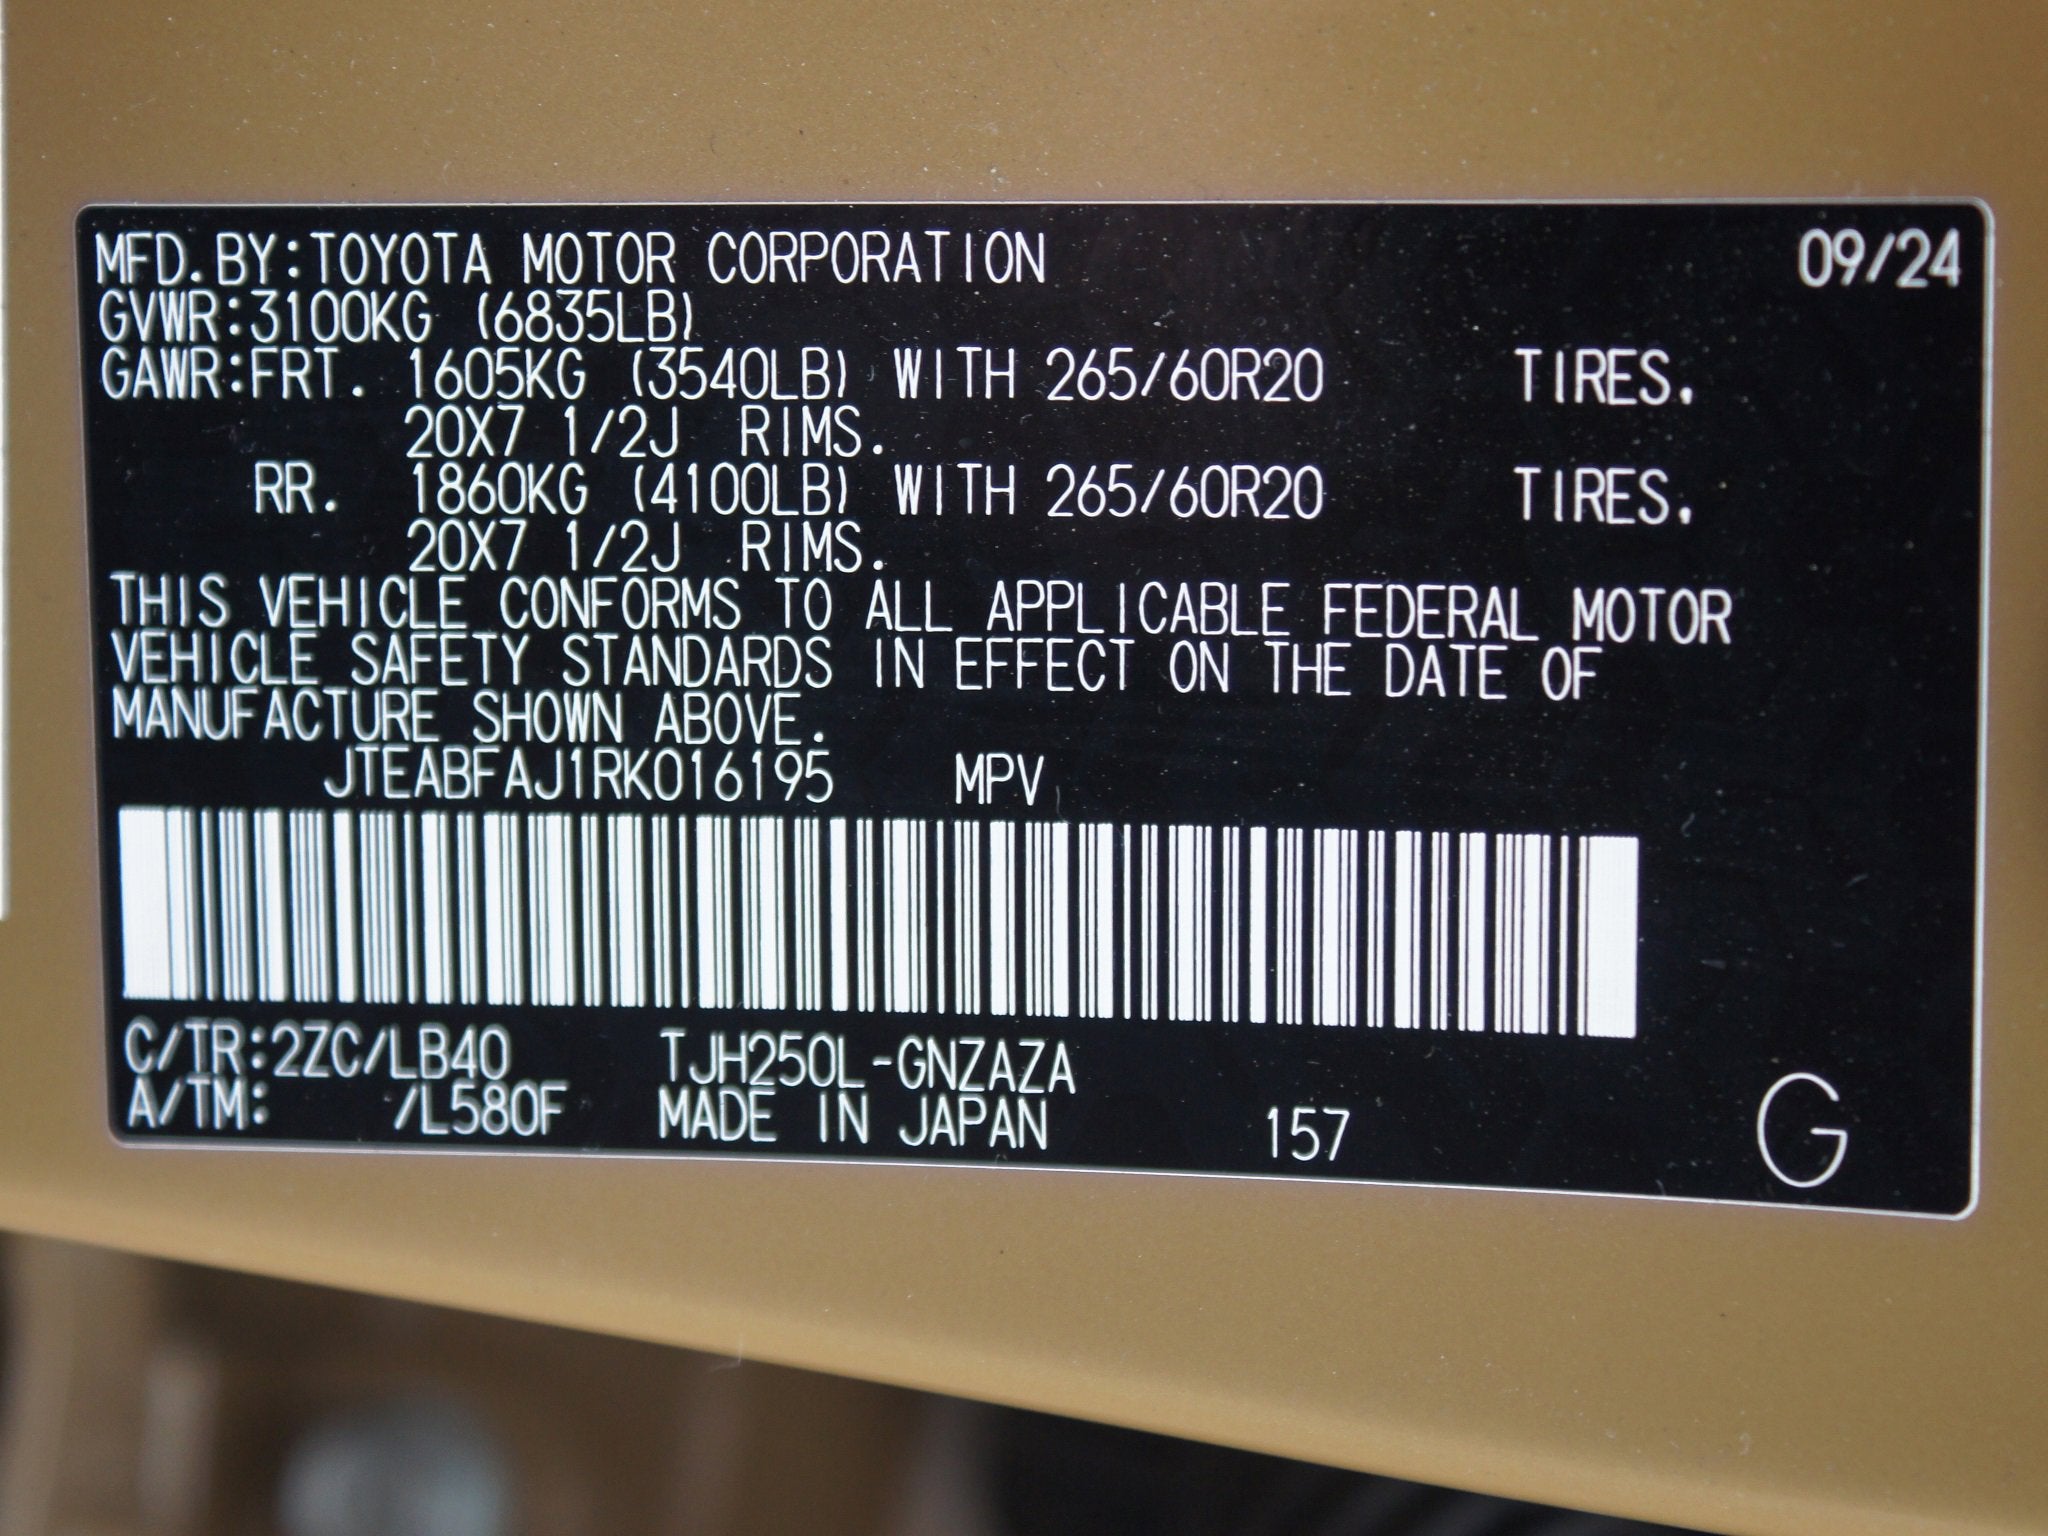 MFD.BY:TOYOTA MOTOR CORPORATION 09/24
GVWR:3100KG (6835LB)
GAWR:FRT. 1605KG (3540LB) WITH 265/60R20 TIRES.
20X7 1/2J RIMS.
RR. 1860KG (4100LB) WITH 265/60R20 TIRES.
20X7 1/2J RIMS.
THIS VEHICLE CONFORMS TO ALL APPLICABLE FEDERAL MOTOR
VEHICLE SAFETY STANDARDS IN EFFECT ON THE DATE OF
MANUFACTURE SHOWN ABOVE.
JTEABFAJ1RK016195 MPV
C/TR:2ZC/LB40 TJH250L-GNZAZA
A/TM: /L580F MADE IN JAPAN 157 G